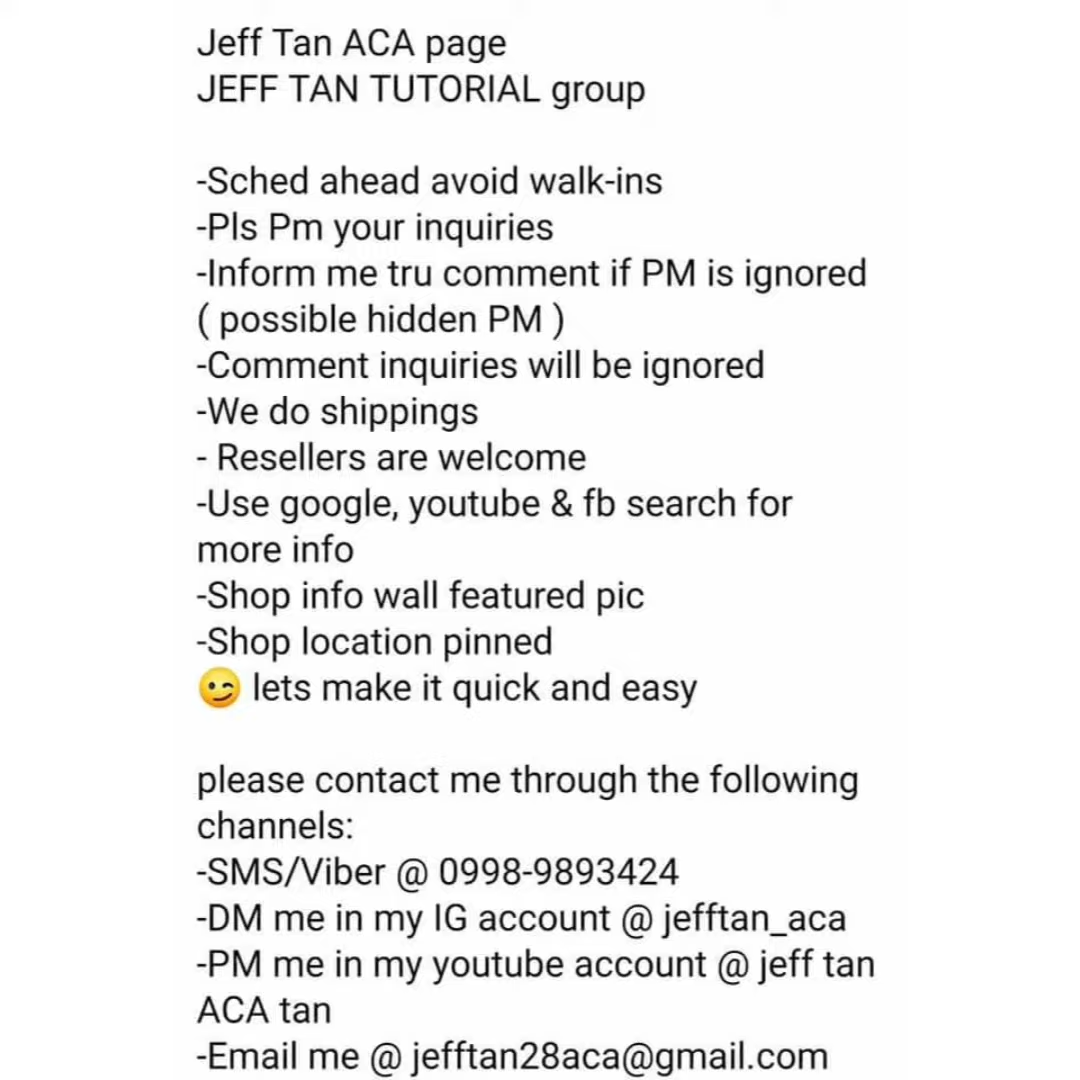 Jeff Tan ACA page
JEFF TAN TUTORIAL group
-Sched ahead avoid walk-ins
-Pls Pm your inquiries
-Inform me tru comment if PM is ignored
( possible hidden PM )
-Comment inquiries will be ignored
-We do shippings
- Resellers are welcome
-Use google, youtube & fb search for
more info
-Shop info wall featured pic
-Shop location pinned
😉 lets make it quick and easy
please contact me through the following
channels:
-SMS/Viber @ 0998-9893424
-DM me in my IG account @ jefftan_aca
-PM me in my youtube account @ jeff tan
ACA tan
-Email me @ jefftan28aca@gmail.com